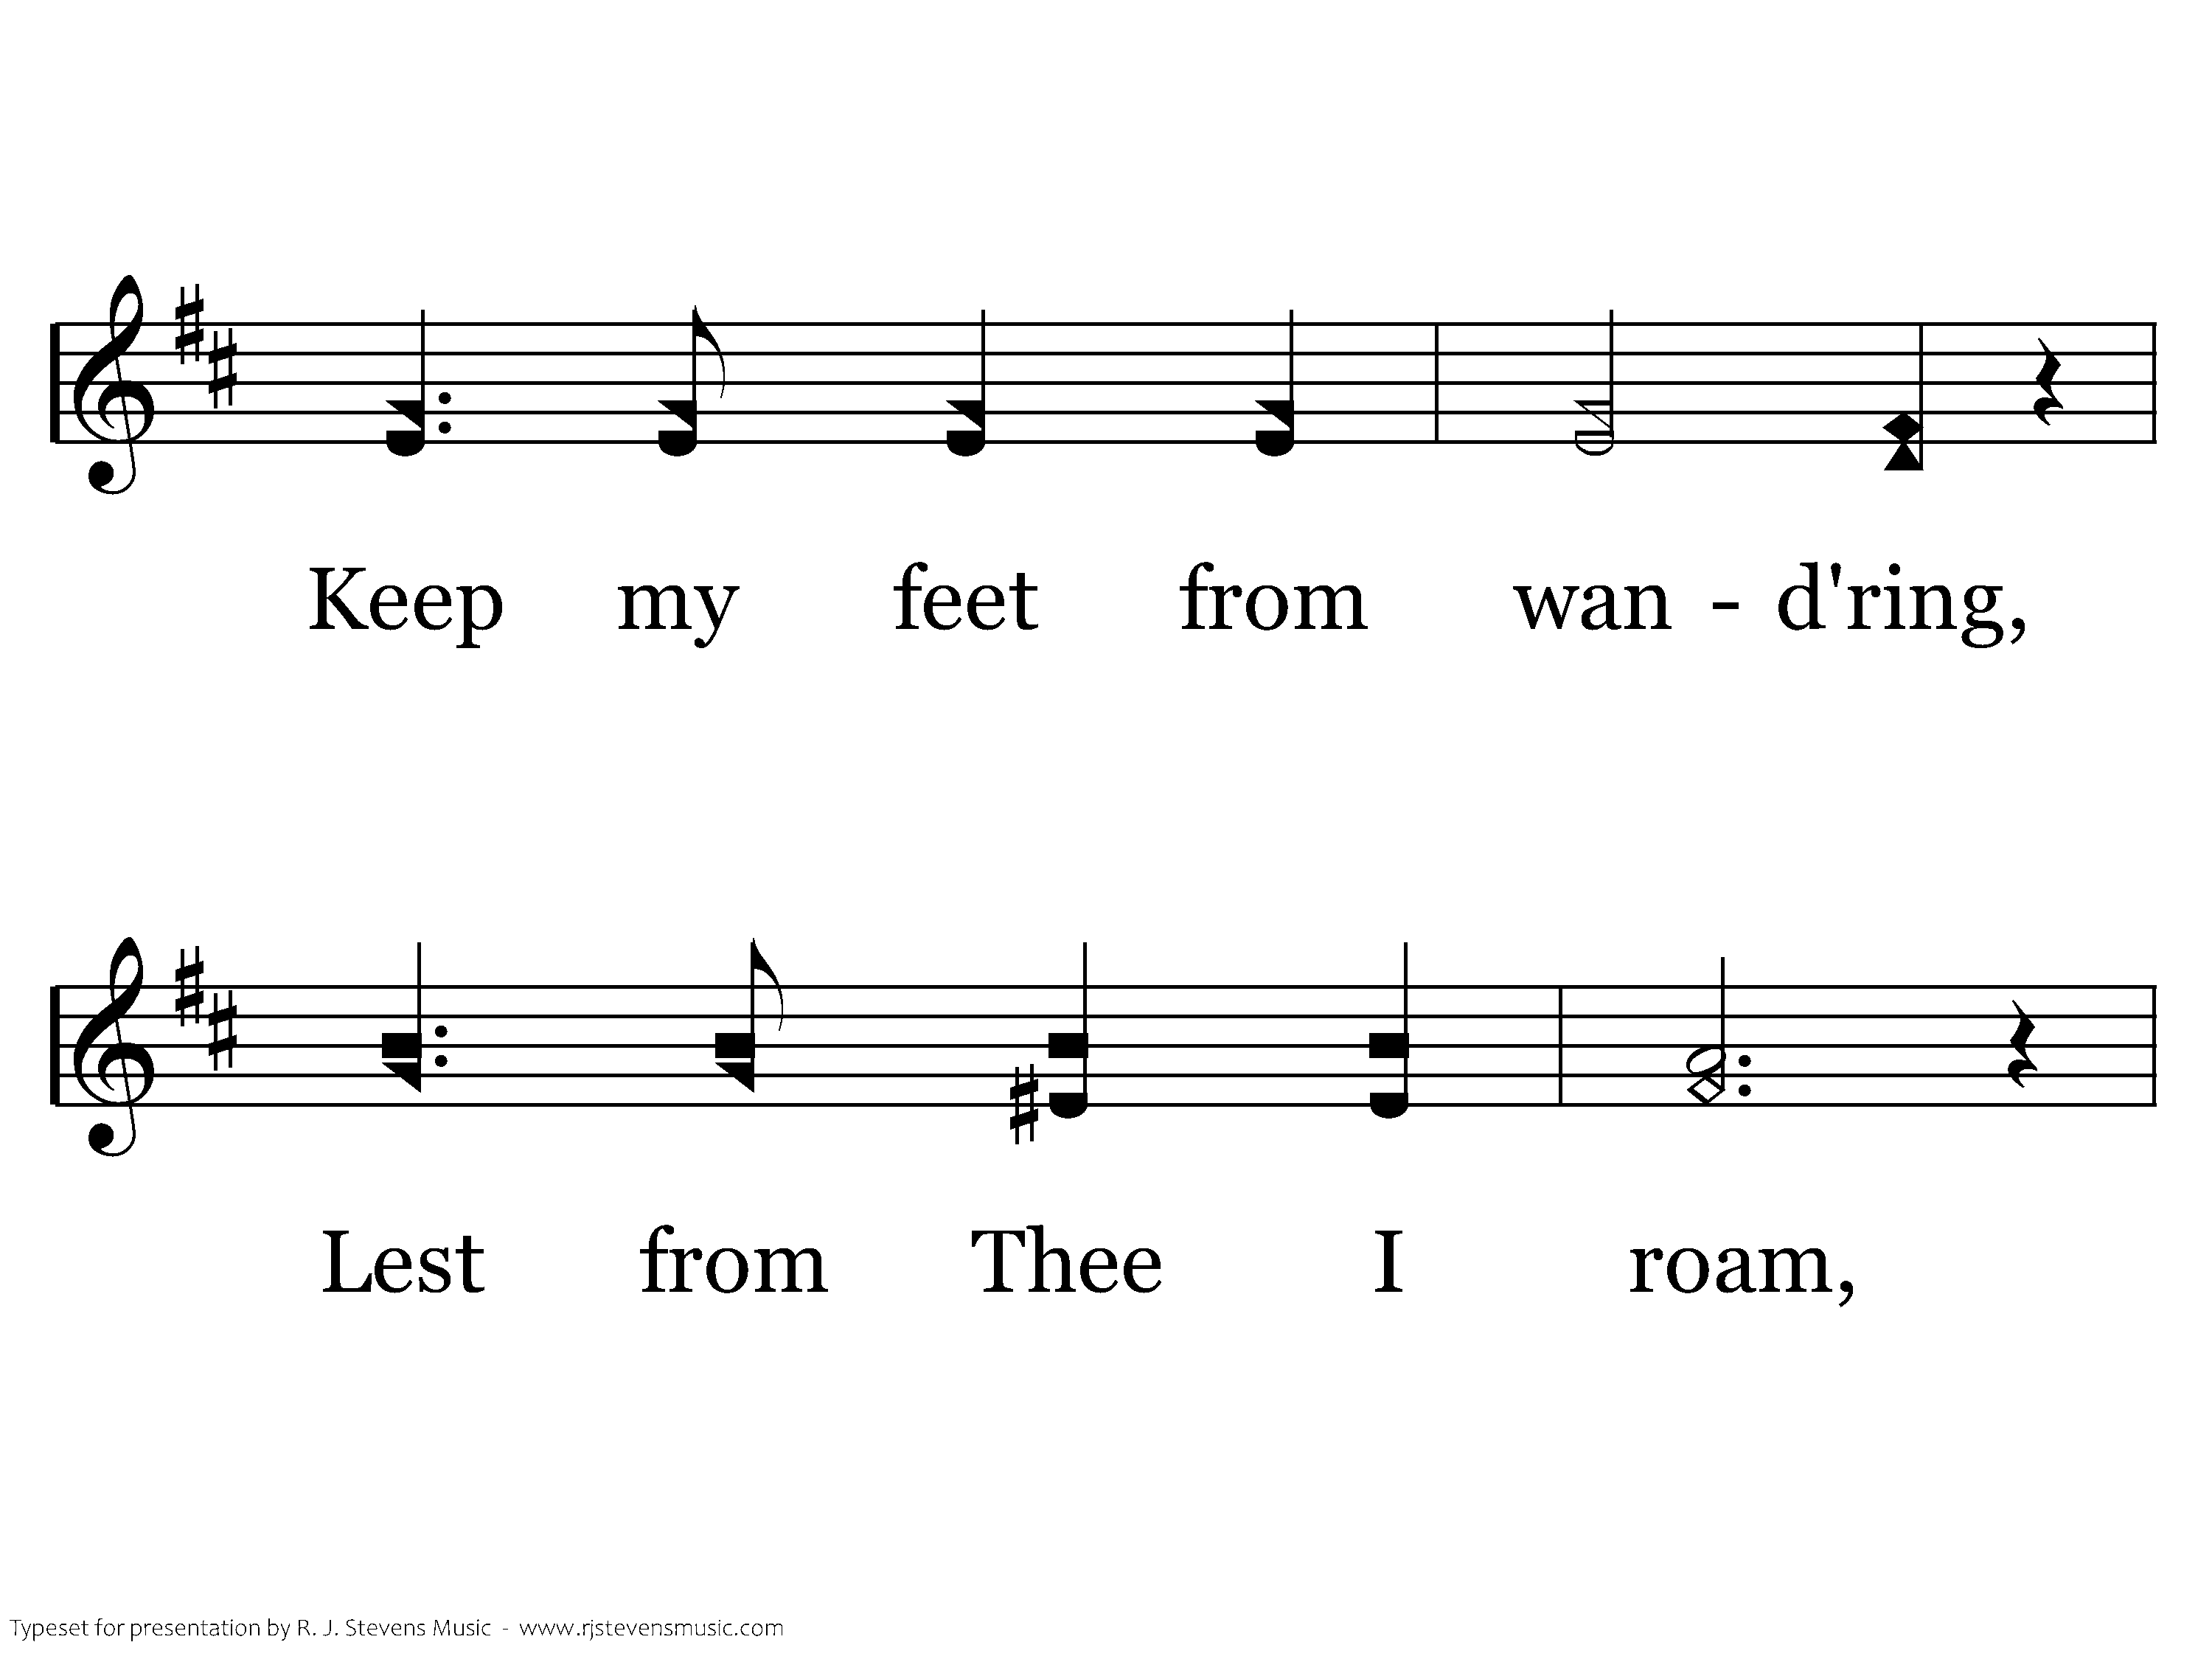 Keep my feet from wan - d'ring,
Lest from Thee I roam,
Typeset for presentation by R. J. Stevens Music - www.rjstevensmusic.com